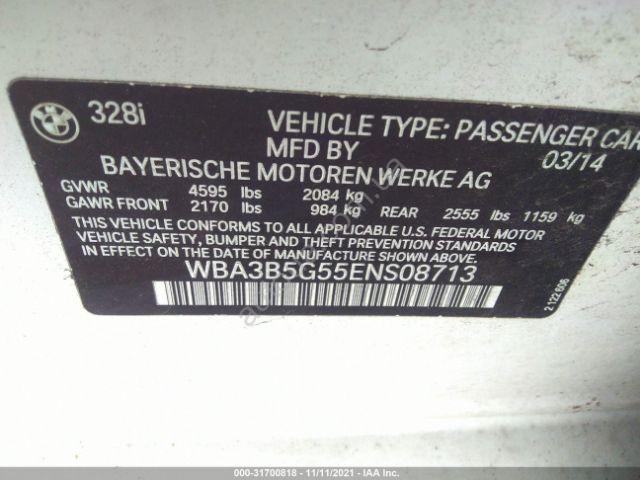 328i
VEHICLE TYPE: PASSENGER CAR
MFD BY 03/14
BAYERISCHE MOTOREN WERKE AG
GVWR 4595 lbs 2084 kg
GAWR FRONT 2170 lbs 984 kg REAR 2555 lbs 1159 kg
THIS VEHICLE CONFORMS TO ALL APPLICABLE U.S. FEDERAL MOTOR
VEHICLE SAFETY, BUMPER AND THEFT PREVENTION STANDARDS
IN EFFECT ON THE DATE OF MANUFACTURE SHOWN ABOVE.
WBA3B5G55ENS08713
2 122 606
000-31700818 - 11/11/2021 - IAA Inc.